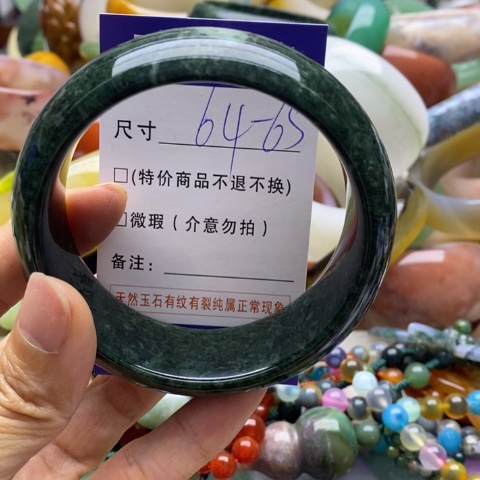 尺寸 64-65
□(特价商品不退不换)
□微瑕(介意勿拍)
备注:
天然玉石有纹有裂纯属正常现象